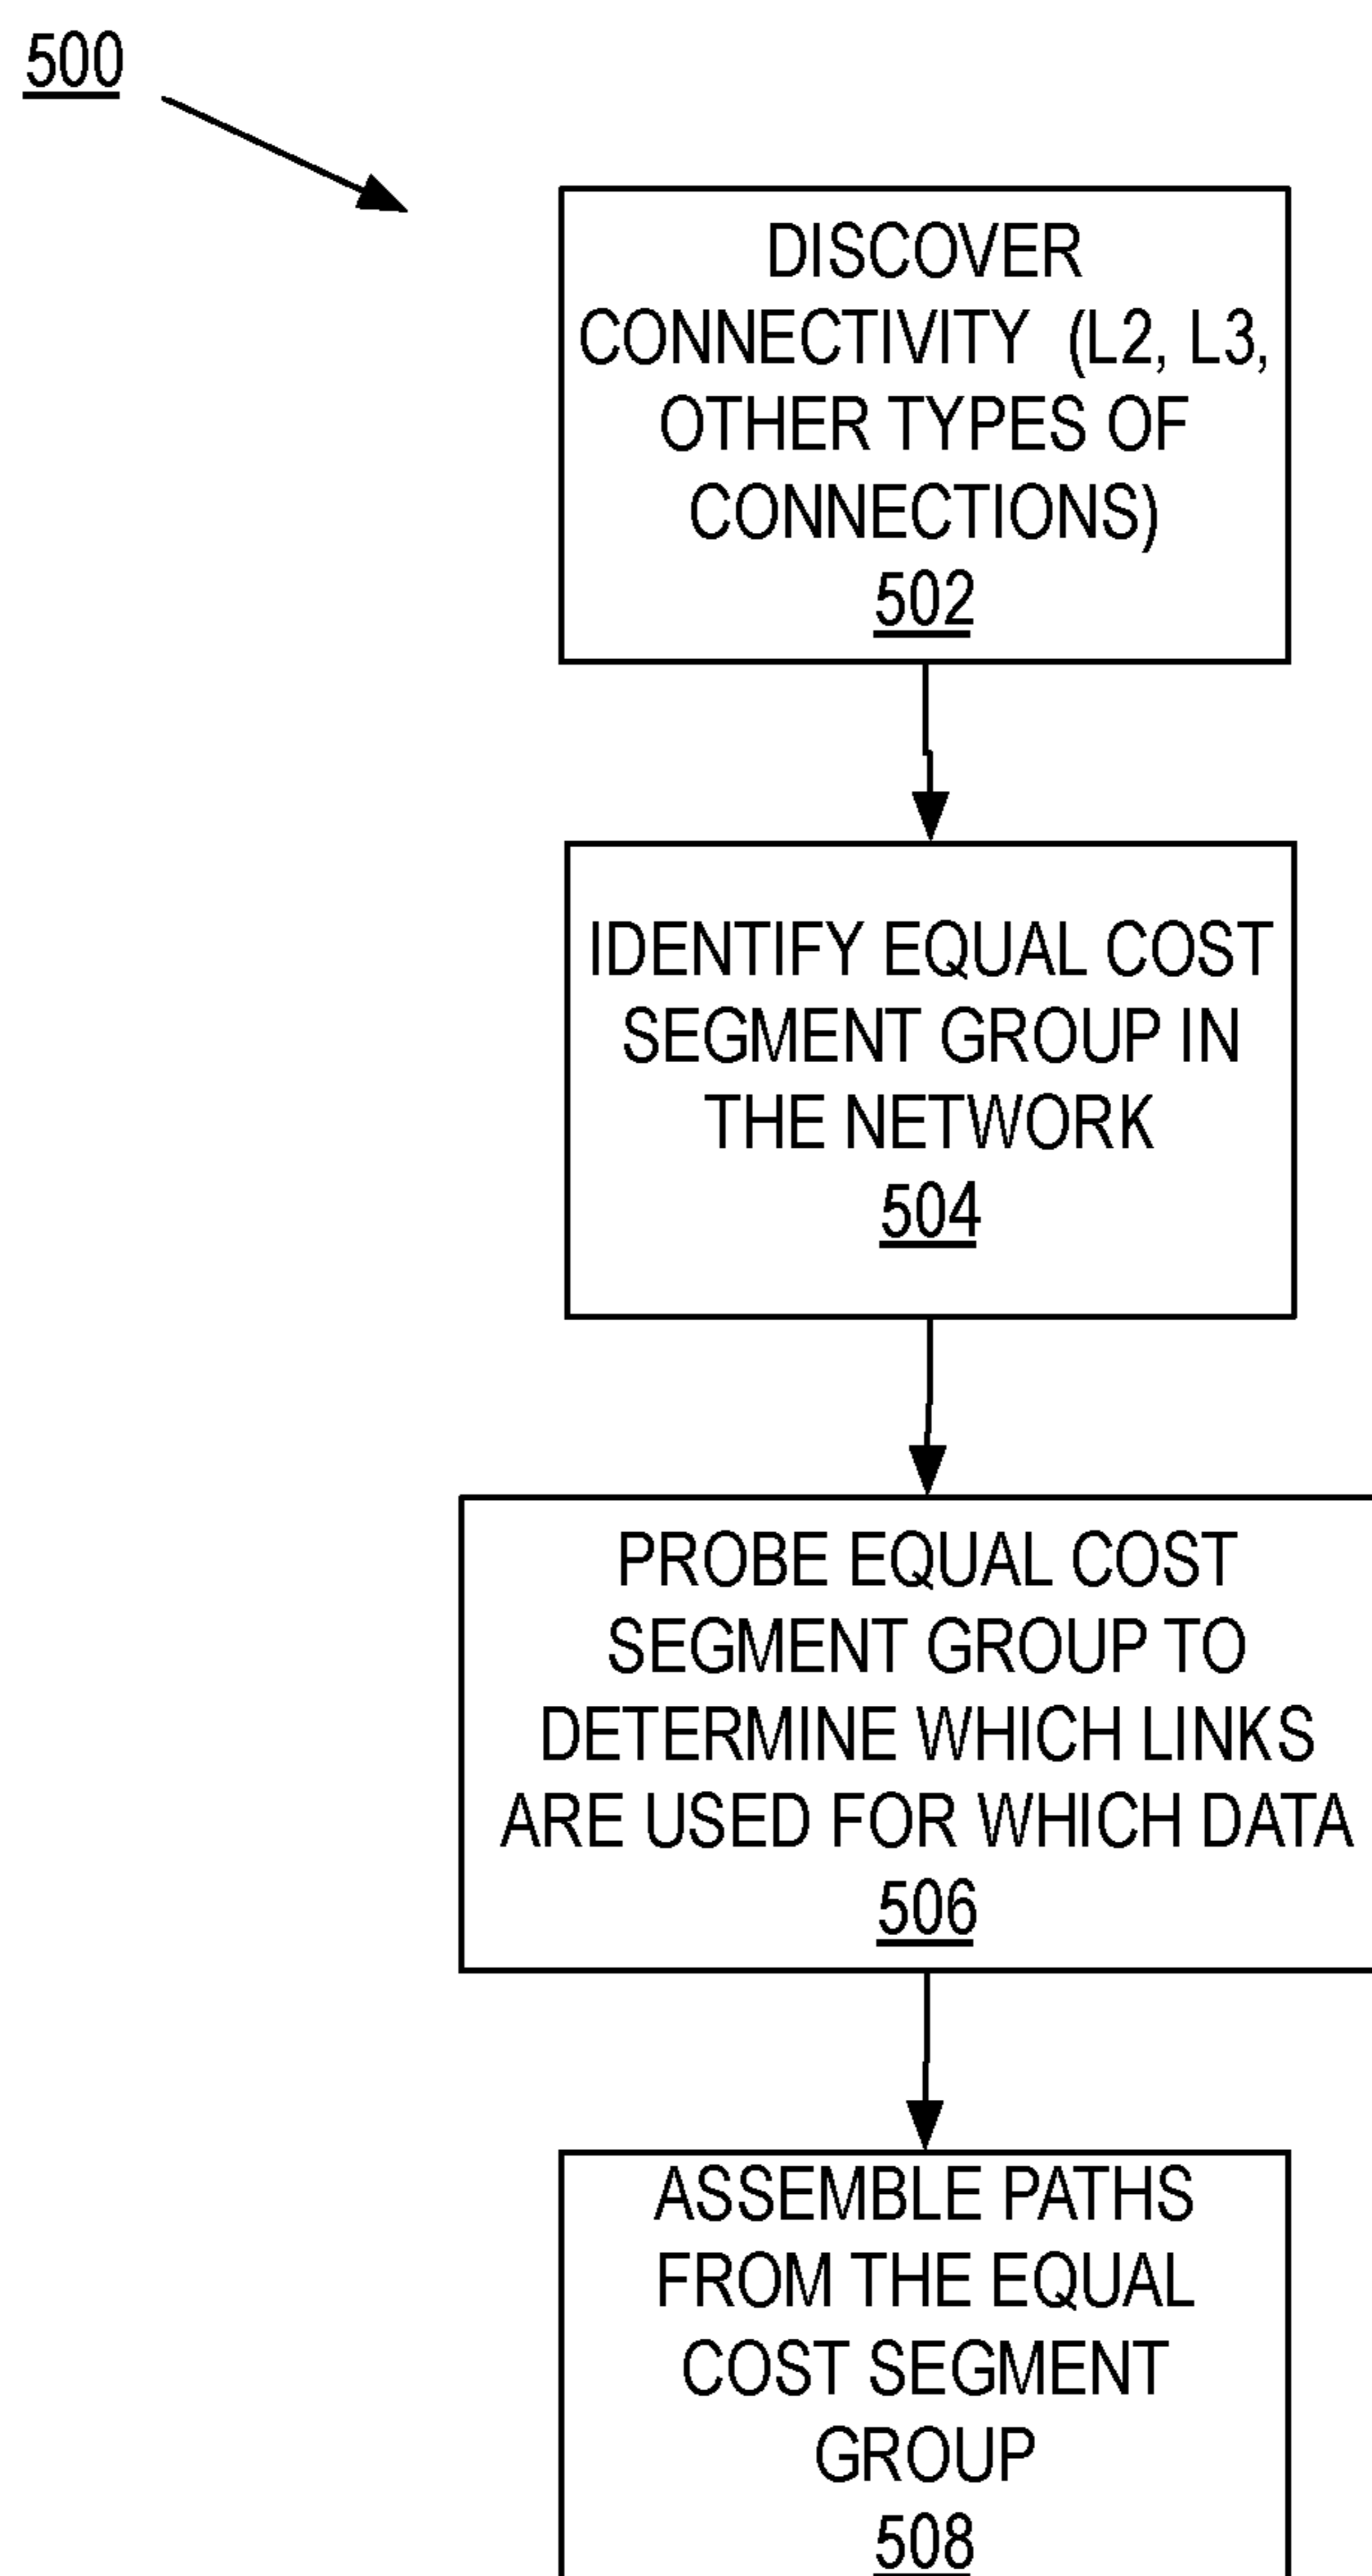 500
DISCOVER
CONNECTIVITY (L2, L3,
OTHER TYPES OF
CONNECTIONS)
502
IDENTIFY EQUAL COST
SEGMENT GROUP IN
THE NETWORK
504
PROBE EQUAL COST
SEGMENT GROUP TO
DETERMINE WHICH LINKS
ARE USED FOR WHICH DATA
506
ASSEMBLE PATHS
FROM THE EQUAL
COST SEGMENT
GROUP
508